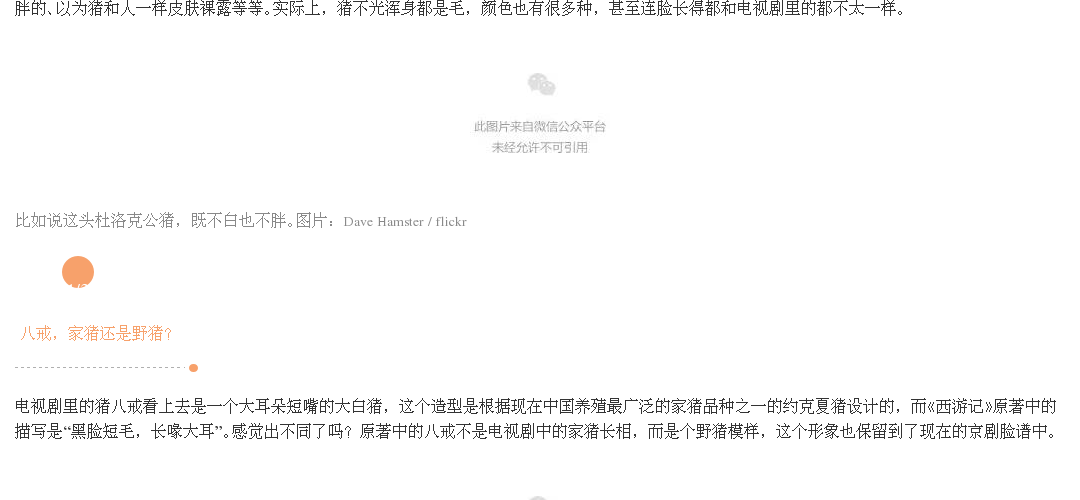 胖的、以为猪和人一样皮肤裸露等等。实际上，猪不光浑身都是毛，颜色也有很多种，甚至连脸长得都和电视剧里的都不太一样。
此图片来自微信公众平台
未经允许不可引用
比如说这头杜洛克公猪，既不白也不胖。图片：Dave Hamster / flickr
八戒，家猪还是野猪？
电视剧里的猪八戒看上去是一个大耳朵短嘴的大白猪，这个造型是根据现在中国养殖最广泛的家猪品种之一的约克夏猪设计的，而《西游记》原著中的
描写是“黑脸短毛，长喙大耳”。感觉出不同了吗？原著中的八戒不是电视剧中的家猪长相，而是个野猪模样，这个形象也保留到了现在的京剧脸谱中。